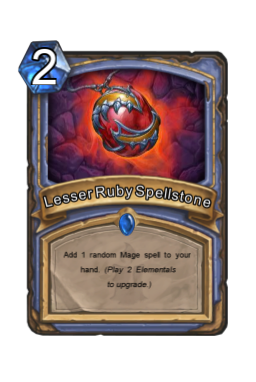 2
Lesser Ruby Spellstone
Add 1 random Mage spell to your
hand. (Play 2 Elementals
to upgrade.)